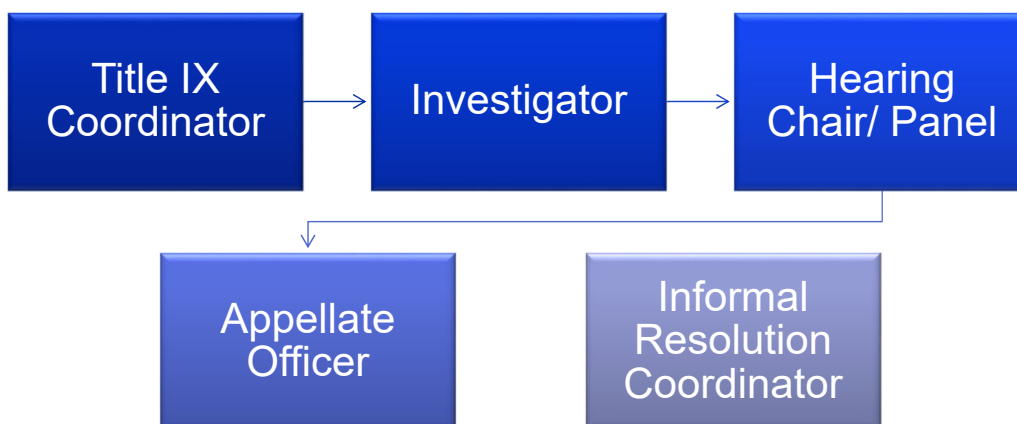 Title IX
Coordinator
Investigator
Hearing
Chair/ Panel
Appellate
Officer
Informal
Resolution
Coordinator